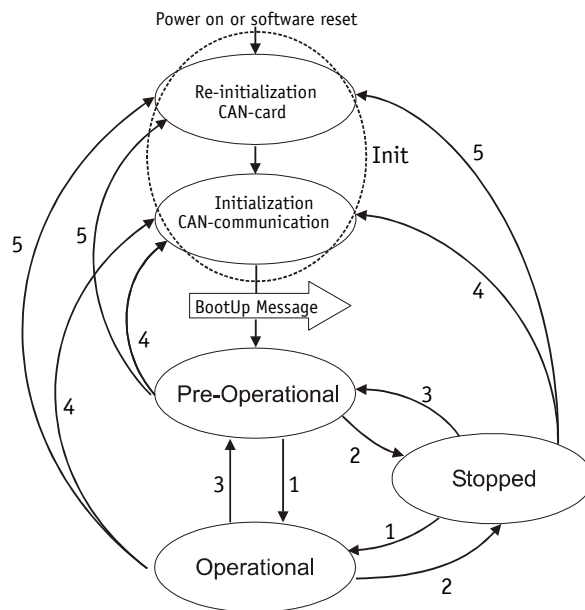 Power on or software reset
Re-initialization
CAN-card
Init
5
Initialization
CAN-communication
5
5
4
BootUp Message
4
4
Pre-Operational
3
2
Stopped
3
1
1
Operational
2